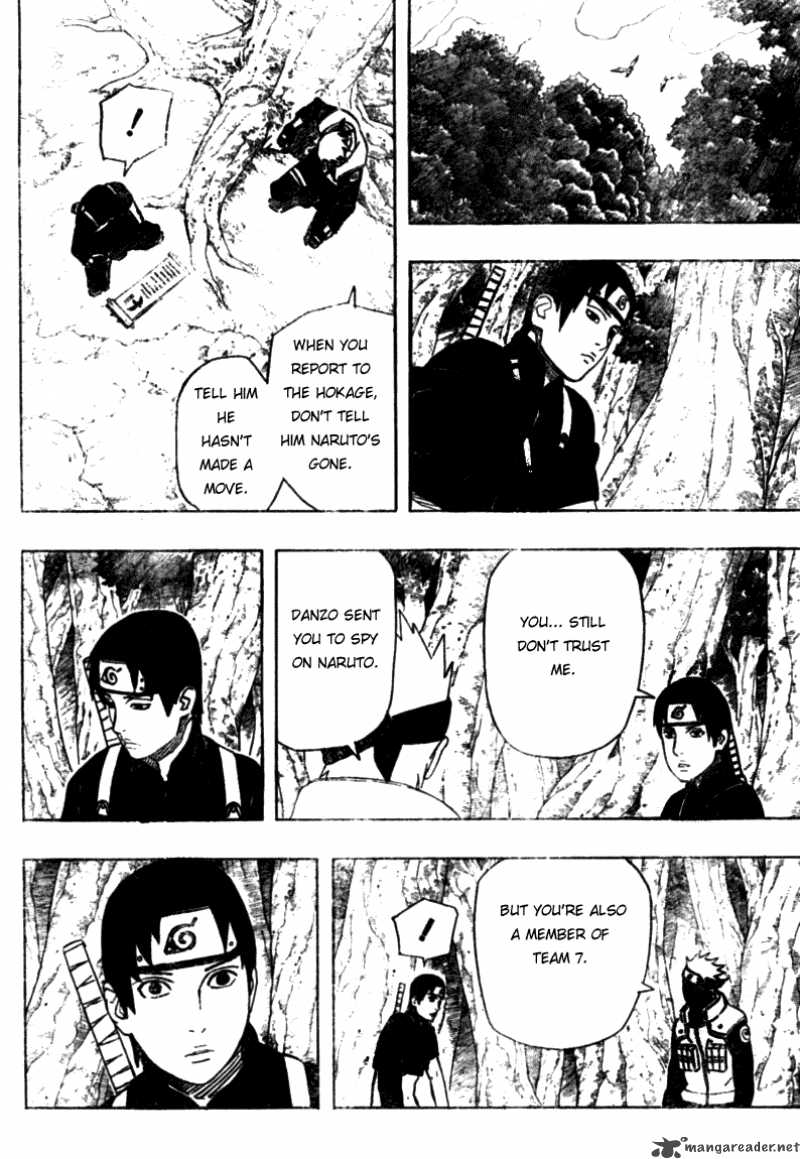 !
WHEN YOU
REPORT TO
THE HOKAGE,
DON'T TELL
HIM NARUTO'S
GONE.
TELL HIM
HE
HASN'T
MADE A
MOVE.
YOU... STILL
DON'T TRUST
ME.
DANZO SENT
YOU TO SPY
ON NARUTO.
BUT YOU'RE ALSO
A MEMBER OF
TEAM 7.
!
mangareader.net